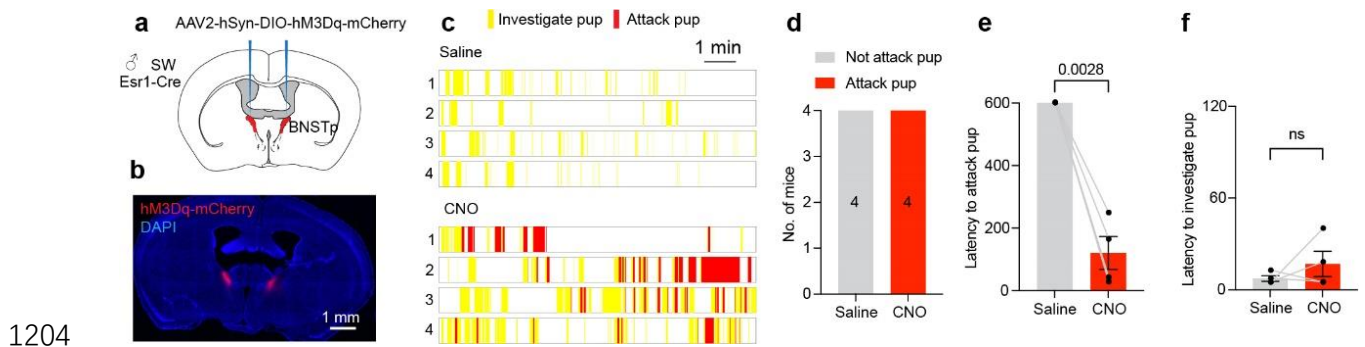 a
AAV2-hSyn-DIO-hM3Dq-mCherry
♂ SW
Esr1-Cre
BNSTp
b
hM3Dq-mCherry
DAPI
1 mm
c
Investigate pup
Attack pup
Saline
1 min
1
2
3
4
CNO
1
2
3
4
d
Not attack pup
Attack pup
No. of mice
4
3
2
1
0
4
4
Saline
CNO
e
0.0028
Latency to attack pup
600
400
200
0
Saline
CNO
f
ns
Latency to investigate pup
120
60
0
Saline
CNO
1204